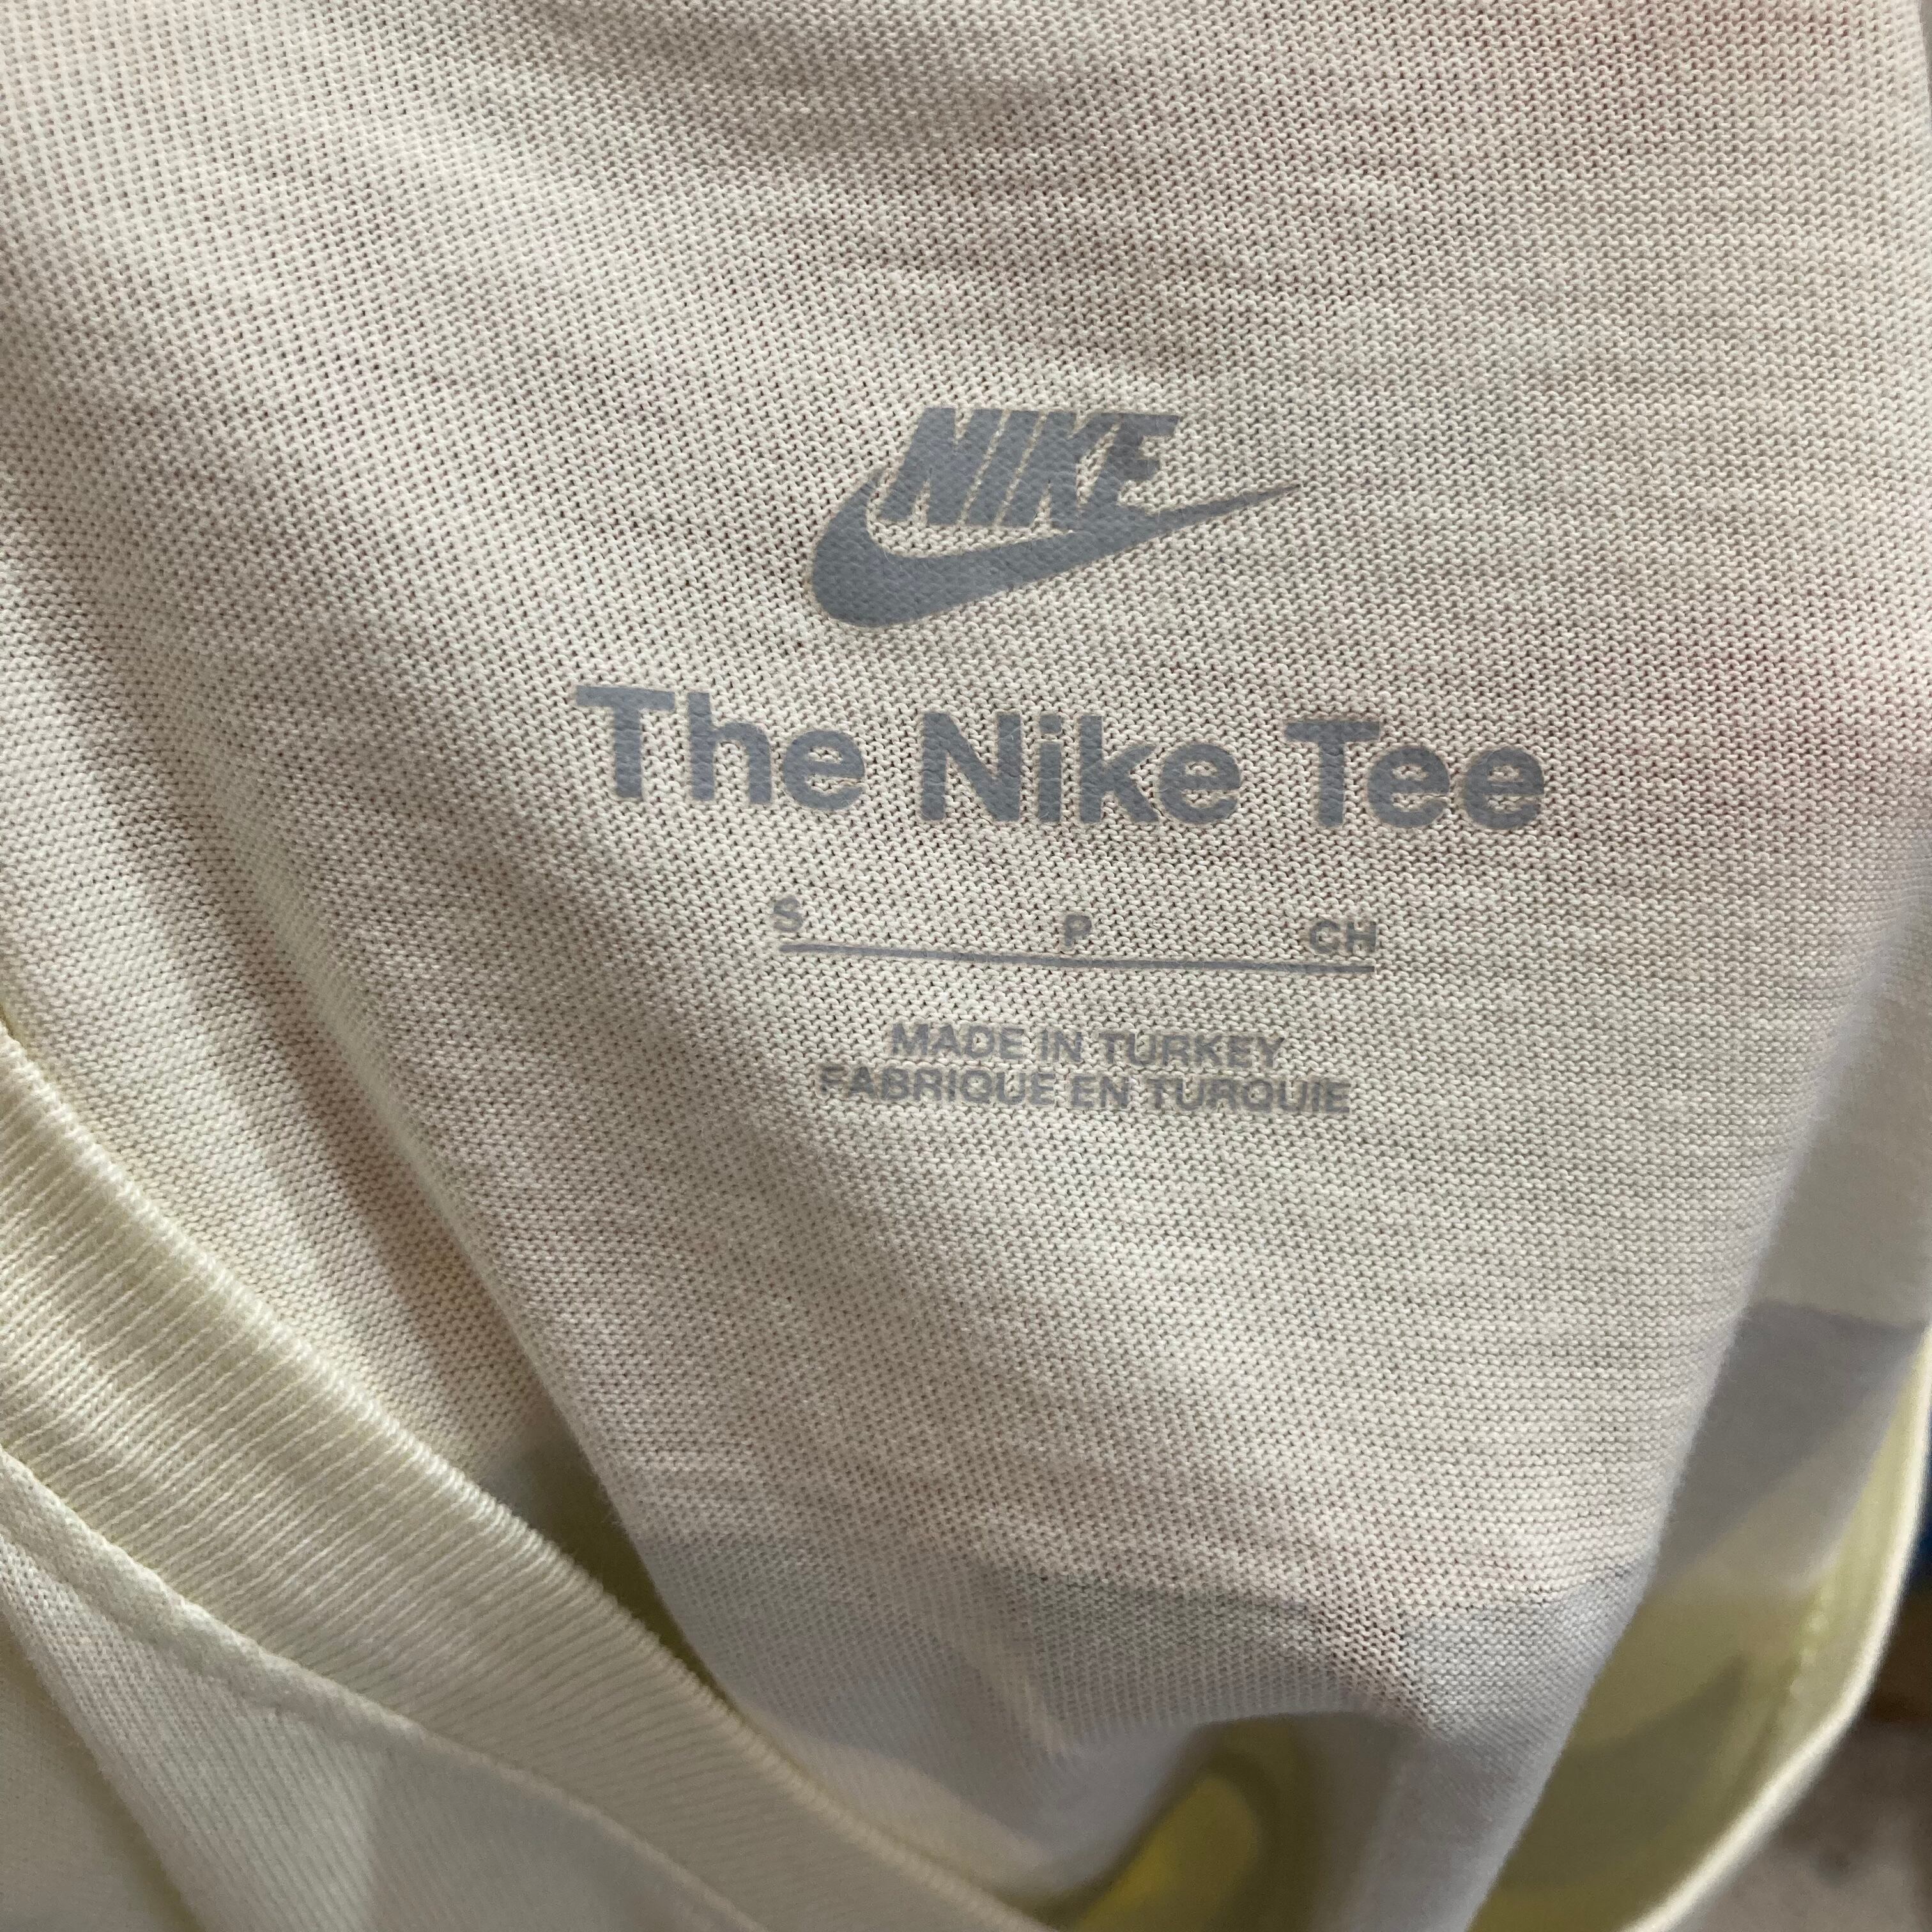 NIKE
The Nike Tee
S P CH
MADE IN TURKEY
FABRIQUE EN TURQUIE